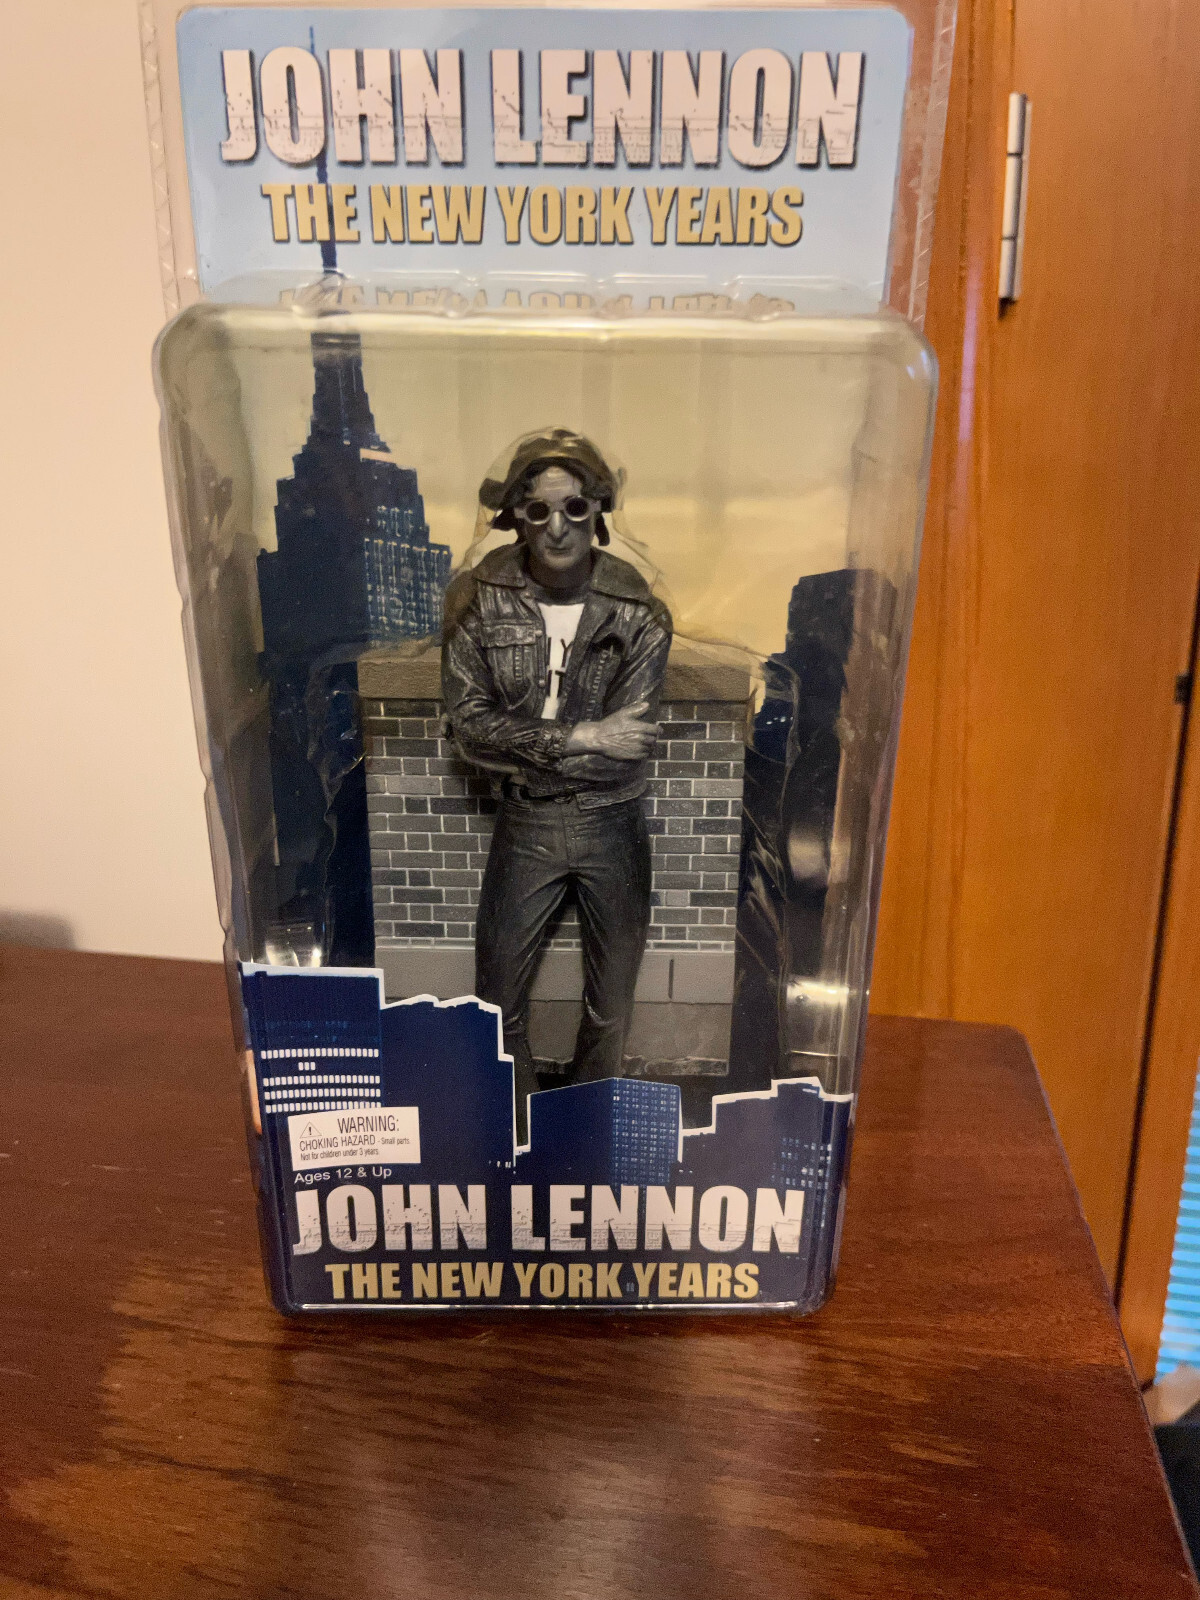 JOHN LENNON
THE NEW YORK YEARS
WARNING:
CHOKING HAZARD - Small parts.
Not for children under 3 years.
Ages 12 & Up
JOHN LENNON
THE NEW YORK YEARS